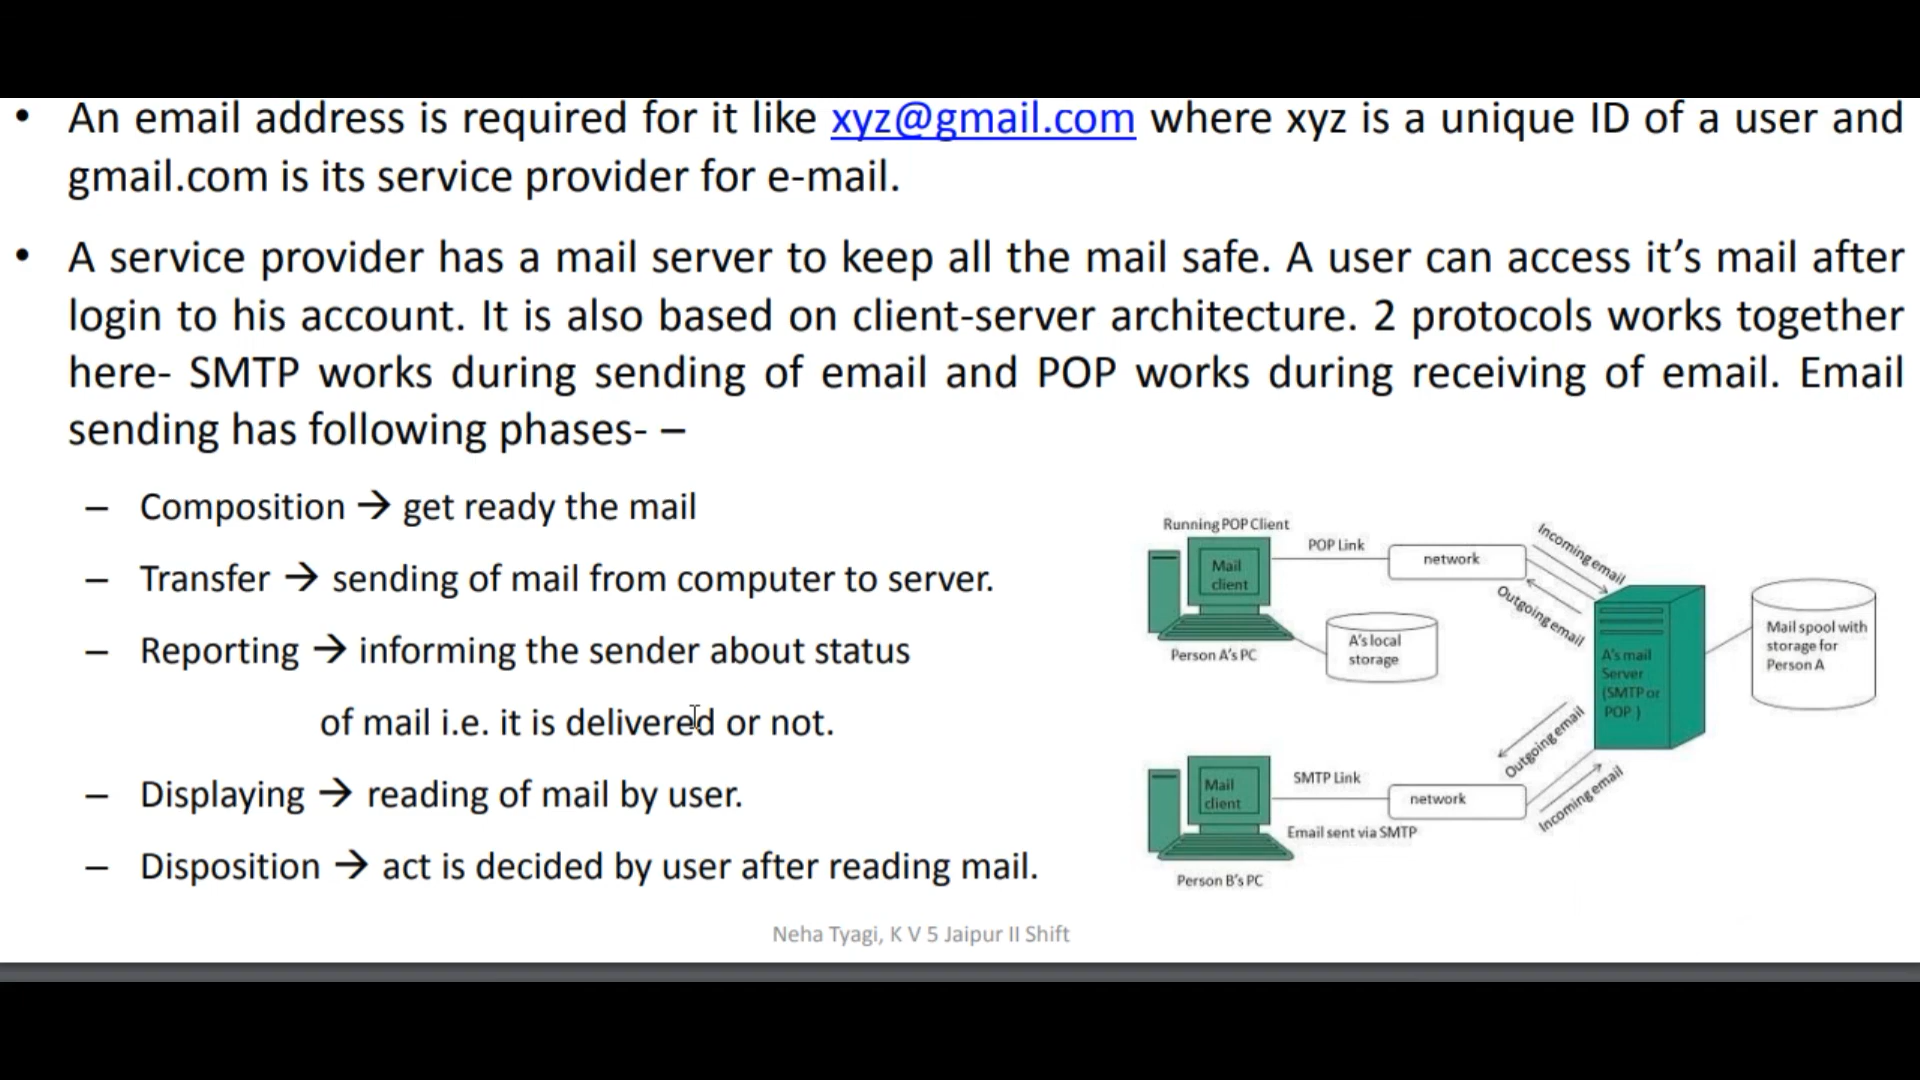 • An email address is required for it like xyz@gmail.com where xyz is a unique ID of a user and
gmail.com is its service provider for e-mail.
• A service provider has a mail server to keep all the mail safe. A user can access it’s mail after
login to his account. It is also based on client-server architecture. 2 protocols works together
here- SMTP works during sending of email and POP works during receiving of email. Email
sending has following phases- –
– Composition → get ready the mail
– Transfer → sending of mail from computer to server.
– Reporting → informing the sender about status
of mail i.e. it is delivered or not.
– Displaying → reading of mail by user.
– Disposition → act is decided by user after reading mail.
Running POP Client
Mail
client
Person A's PC
POP Link
network
A's local
storage
Incoming email
Outgoing email
A's mail
Server
(SMTP or
POP )
Mail spool with
storage for
Person A
Outgoing email
Incoming email
Mail
client
SMTP Link
network
Email sent via SMTP
Person B's PC
Neha Tyagi, K V 5 Jaipur II Shift